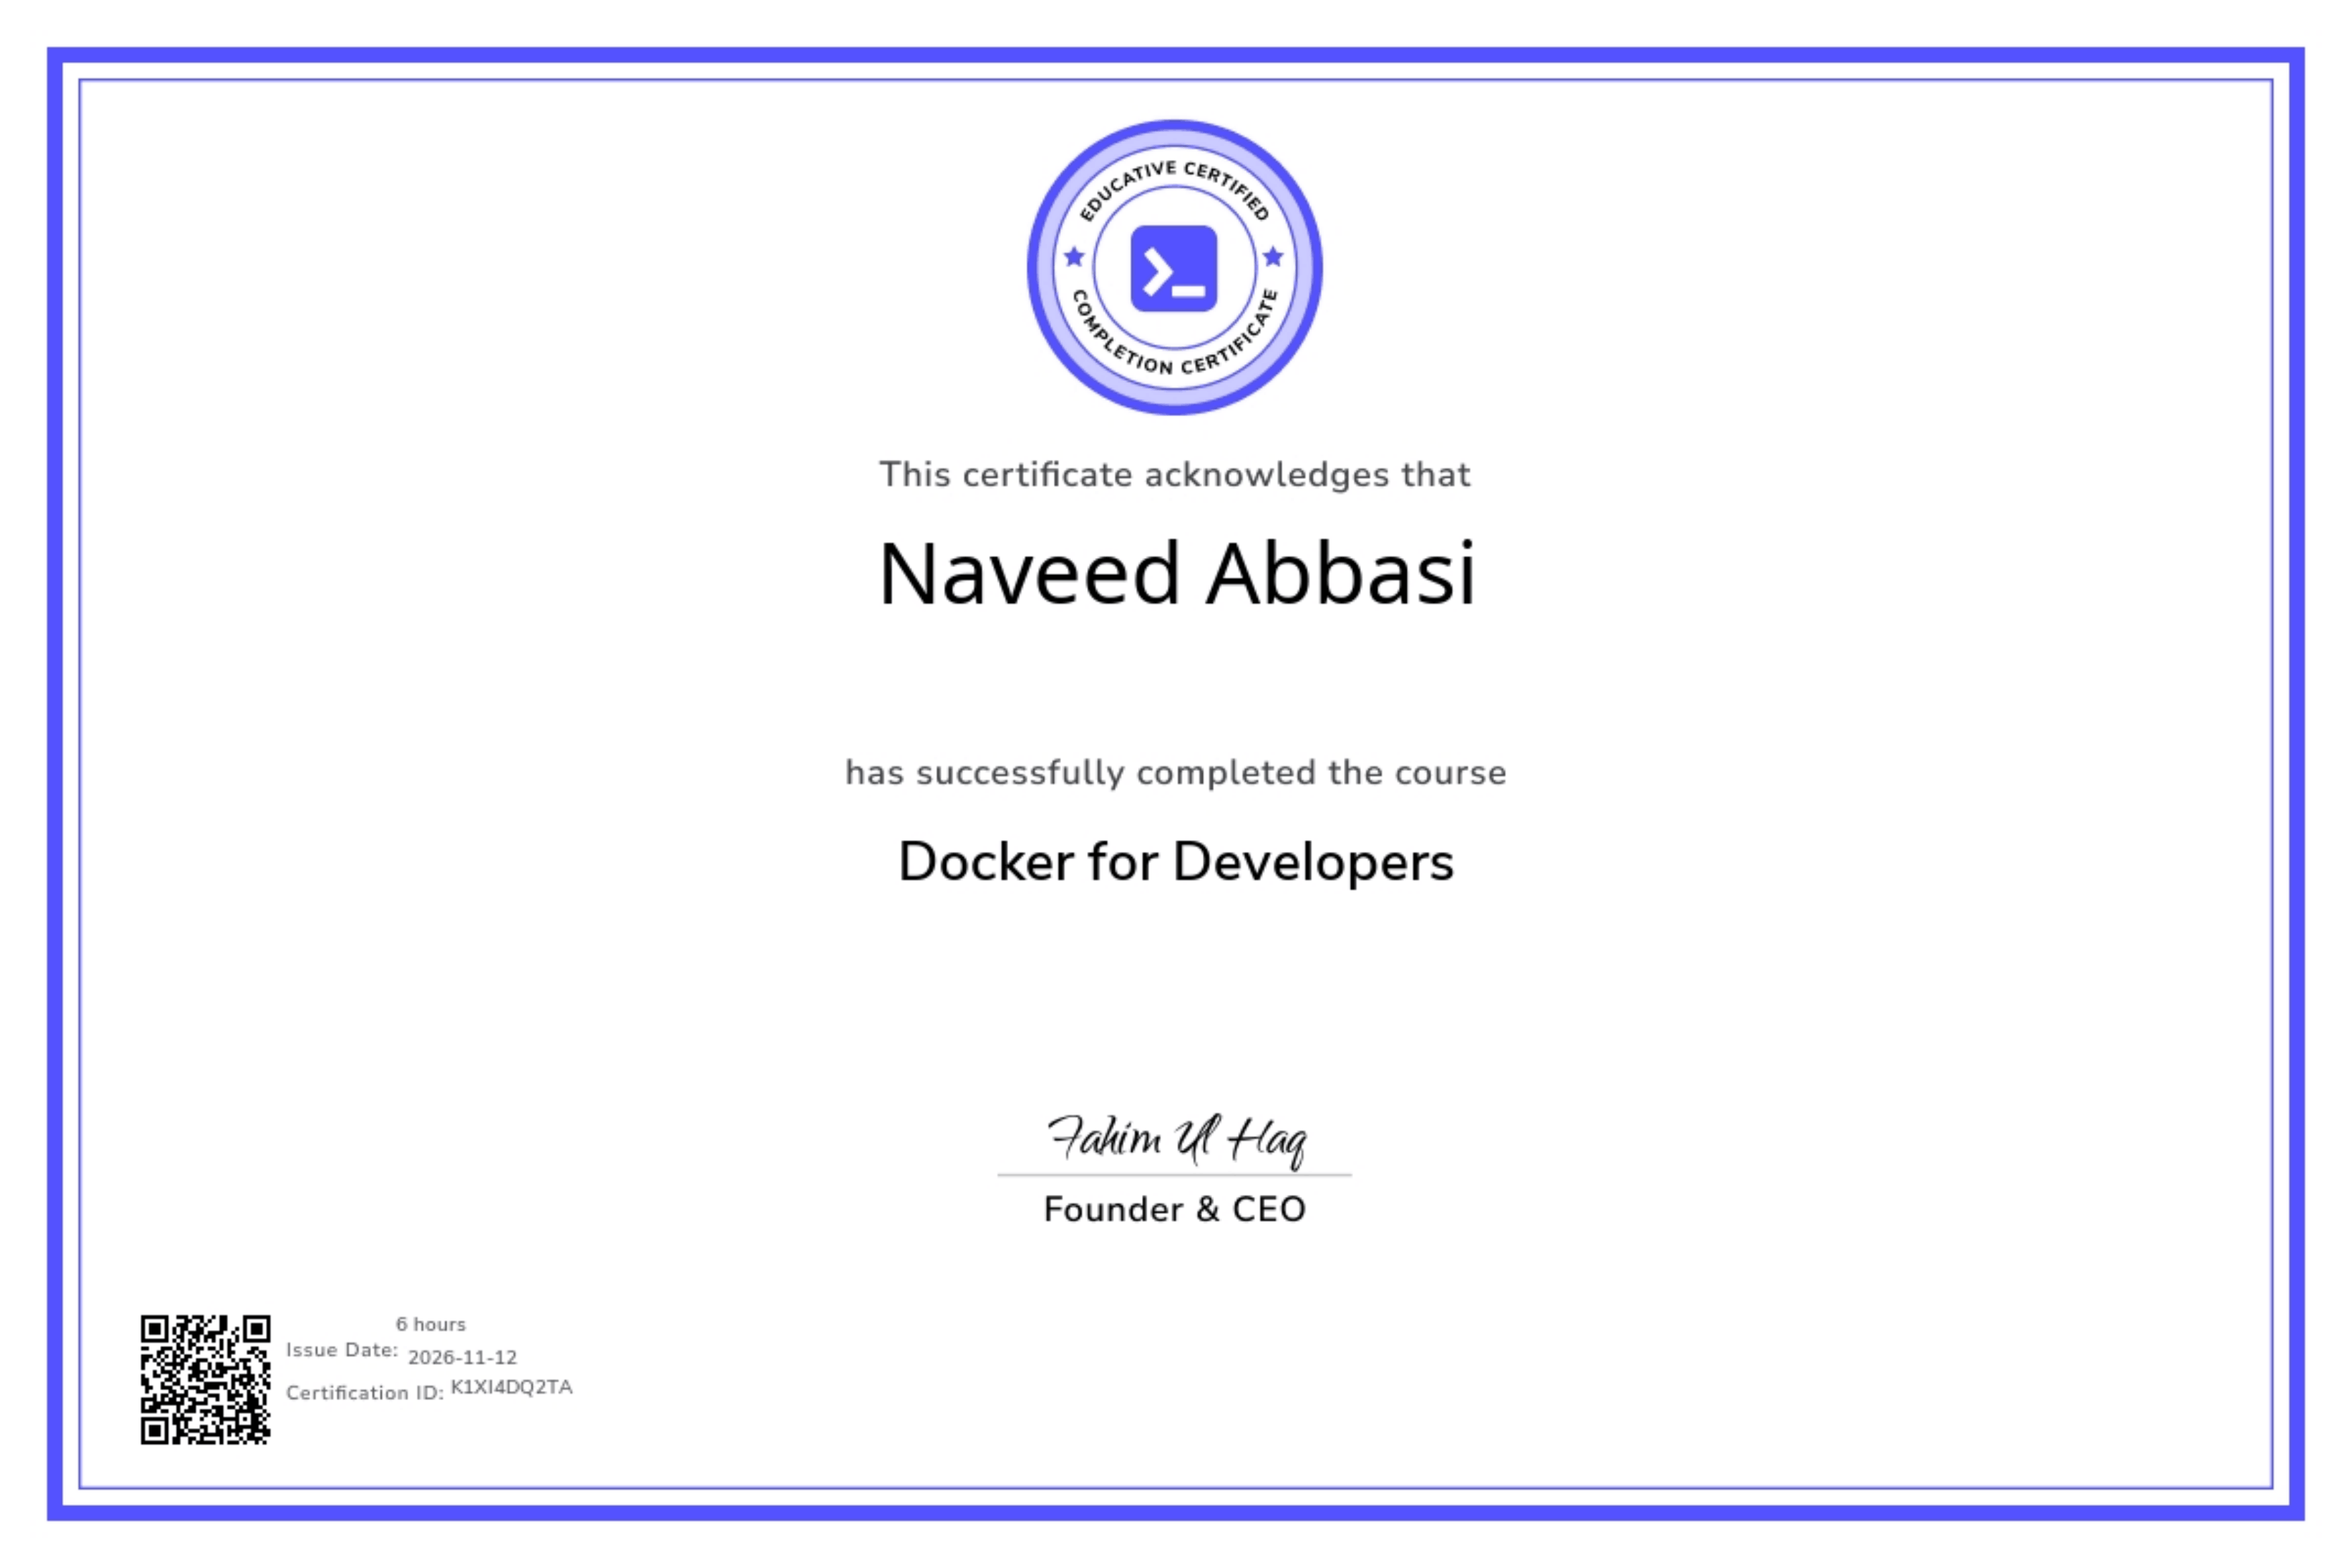 EDUCATIVE CERTIFIED
COMPLETION CERTIFICATE
This certificate acknowledges that
Naveed Abbasi
has successfully completed the course
Docker for Developers
Fahim Ul Haq
Founder & CEO
6 hours
Issue Date: 2026-11-12
Certification ID: K1XI4DQ2TA